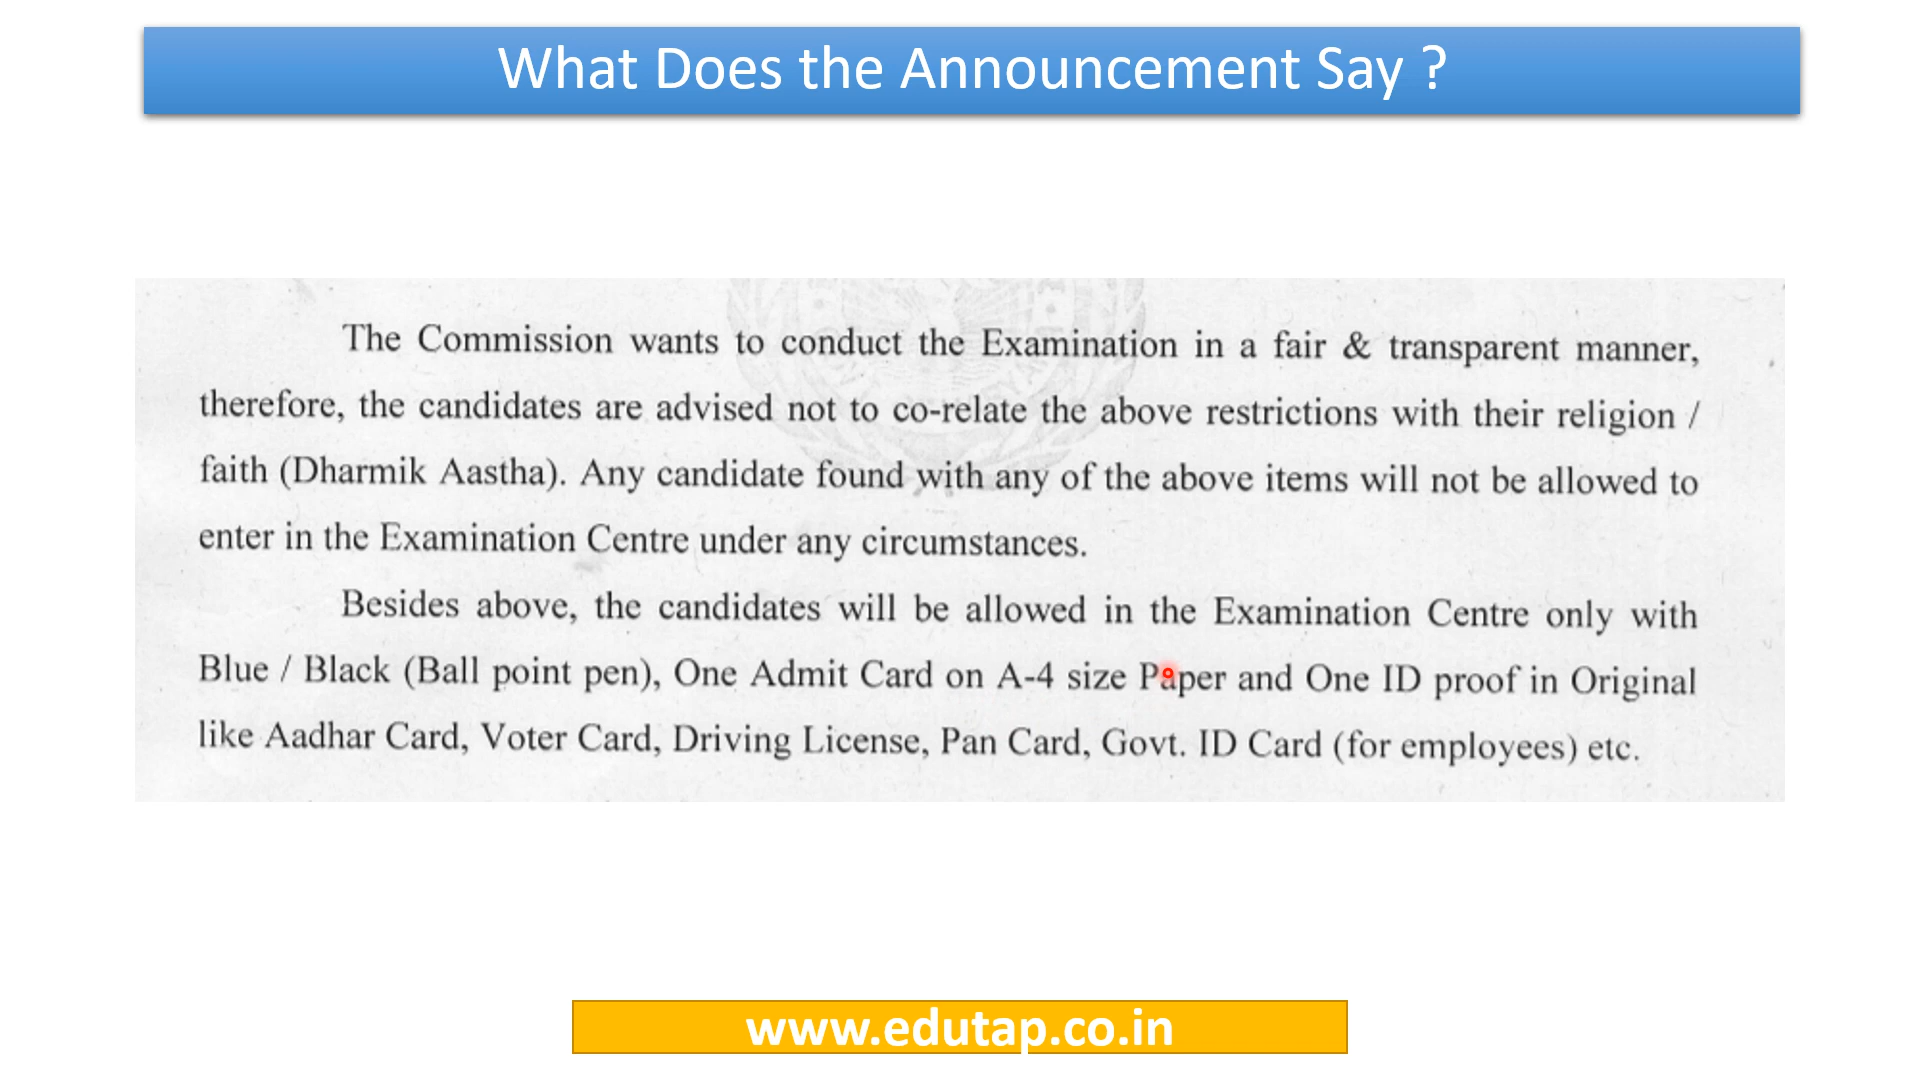 What Does the Announcement Say ?
The Commission wants to conduct the Examination in a fair & transparent manner,
therefore, the candidates are advised not to co-relate the above restrictions with their religion /
faith (Dharmik Aastha). Any candidate found with any of the above items will not be allowed to
enter in the Examination Centre under any circumstances.
Besides above, the candidates will be allowed in the Examination Centre only with
Blue / Black (Ball point pen), One Admit Card on A-4 size Paper and One ID proof in Original
like Aadhar Card, Voter Card, Driving License, Pan Card, Govt. ID Card (for employees) etc.
www.edutap.co.in